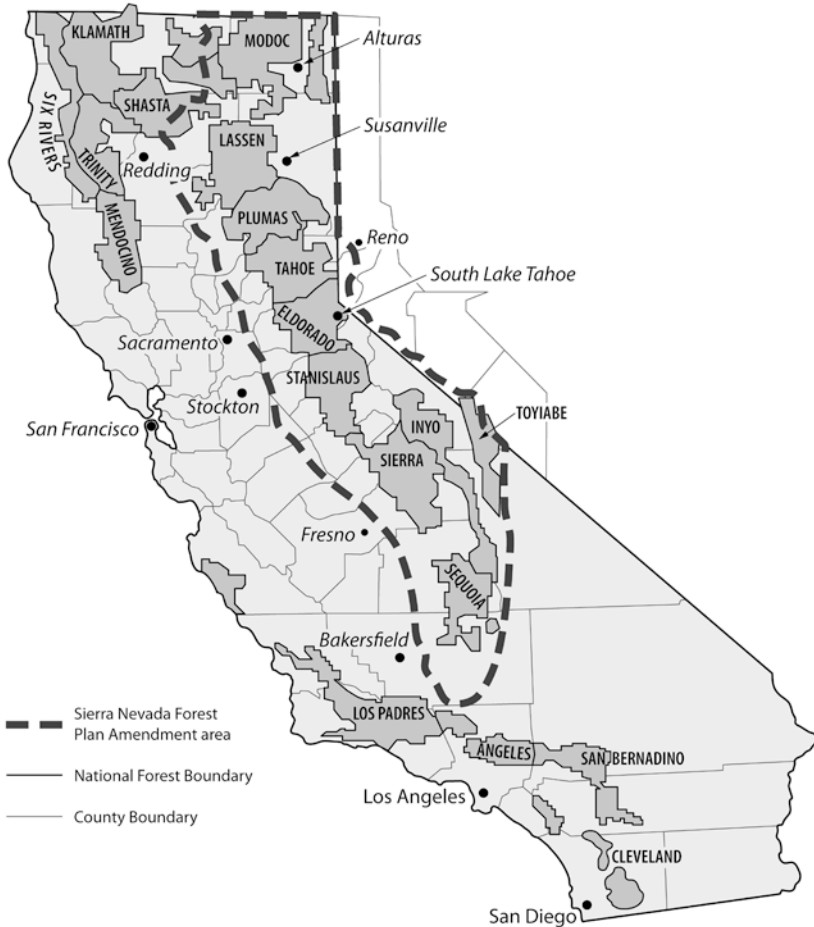 KLAMATH
MODOC
Alturas
SHASTA
SIX RIVERS
LASSEN
Susanville
TRINITY
Redding
PLUMAS
MENDOCINO
Reno
TAHOE
South Lake Tahoe
ELDORADO
Sacramento
STANISLAUS
Stockton
TOYIABE
San Francisco
INYO
SIERRA
Fresno
SEQUOIA
Bakersfield
LOS PADRES
Sierra Nevada Forest
Plan Amendment area
ANGELES
SAN BERNADINO
National Forest Boundary
Los Angeles
County Boundary
CLEVELAND
San Diego